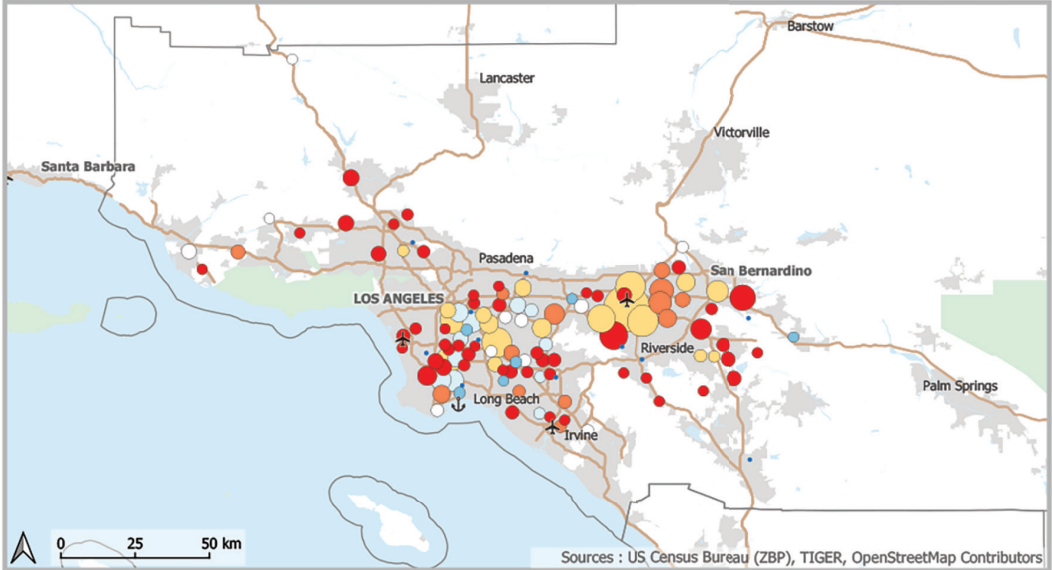 Barstow
Lancaster
Victorville
Santa Barbara
Pasadena
San Bernardino
LOS ANGELES
Riverside
Palm Springs
Long Beach
Irvine
0 25 50 km
Sources : US Census Bureau (ZBP), TIGER, OpenStreetMap Contributors